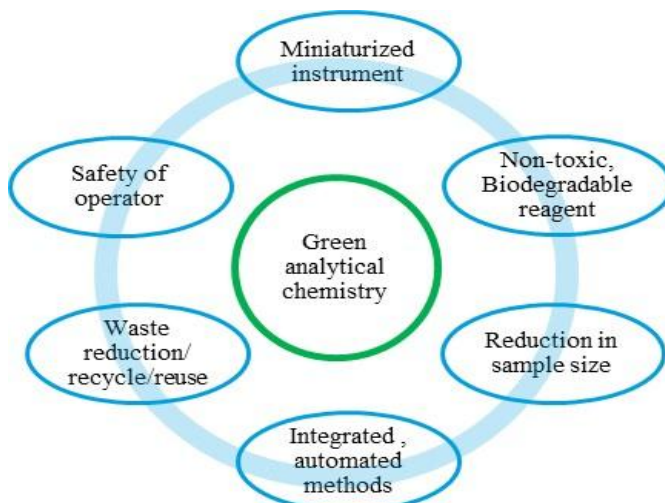 Miniaturized
instrument
Non-toxic,
Biodegradable
reagent
Reduction in
sample size
Integrated ,
automated
methods
Waste
reduction/
recycle/reuse
Safety of
operator
Green
analytical
chemistry